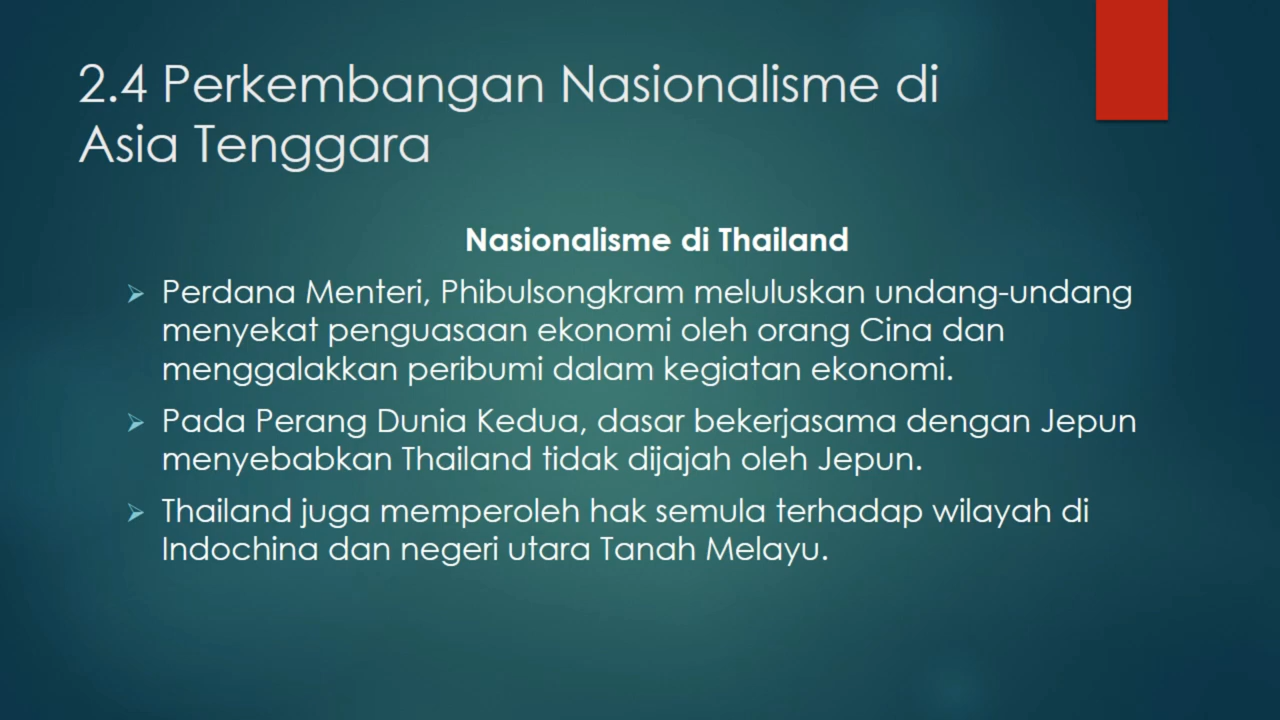 2.4 Perkembangan Nasionalisme di
Asia Tenggara
Nasionalisme di Thailand
Perdana Menteri, Phibulsongkram meluluskan undang-undang
menyekat penguasaan ekonomi oleh orang Cina dan
menggalakkan peribumi dalam kegiatan ekonomi.
Pada Perang Dunia Kedua, dasar bekerjasama dengan Jepun
menyebabkan Thailand tidak dijajah oleh Jepun.
Thailand juga memperoleh hak semula terhadap wilayah di
Indochina dan negeri utara Tanah Melayu.